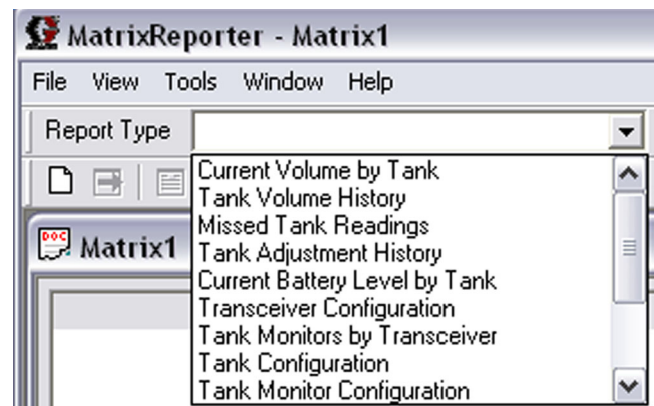 MatrixReporter - Matrix1
File View Tools Window Help
Report Type
Current Volume by Tank
Tank Volume History
Missed Tank Readings
Tank Adjustment History
Current Battery Level by Tank
Transceiver Configuration
Tank Monitors by Transceiver
Tank Configuration
Tank Monitor Configuration
DOC
Matrix1